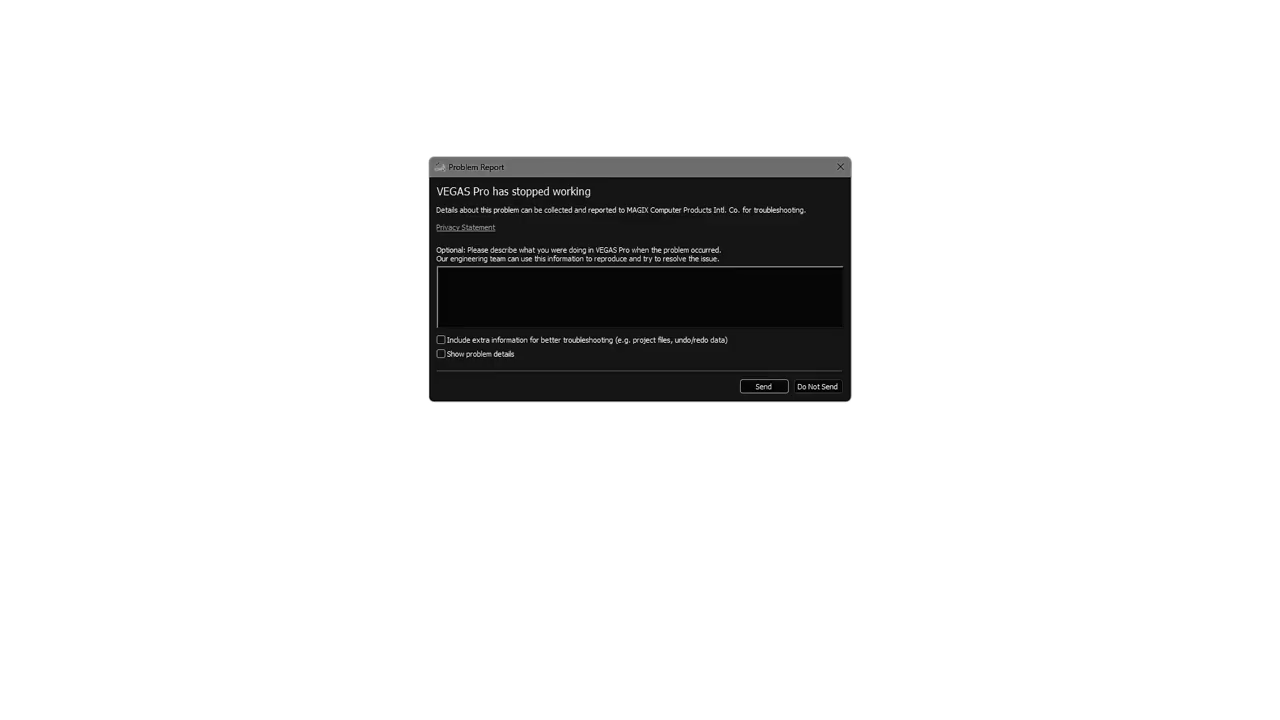 Problem Report
VEGAS Pro has stopped working
Details about this problem can be collected and reported to MAGIX Computer Products Intl. Co. for troubleshooting.
Privacy Statement
Optional: Please describe what you were doing in VEGAS Pro when the problem occurred.
Our engineering team can use this information to reproduce and try to resolve the issue.
Include extra information for better troubleshooting (e.g. project files, undo/redo data)
Show problem details
Send Do Not Send